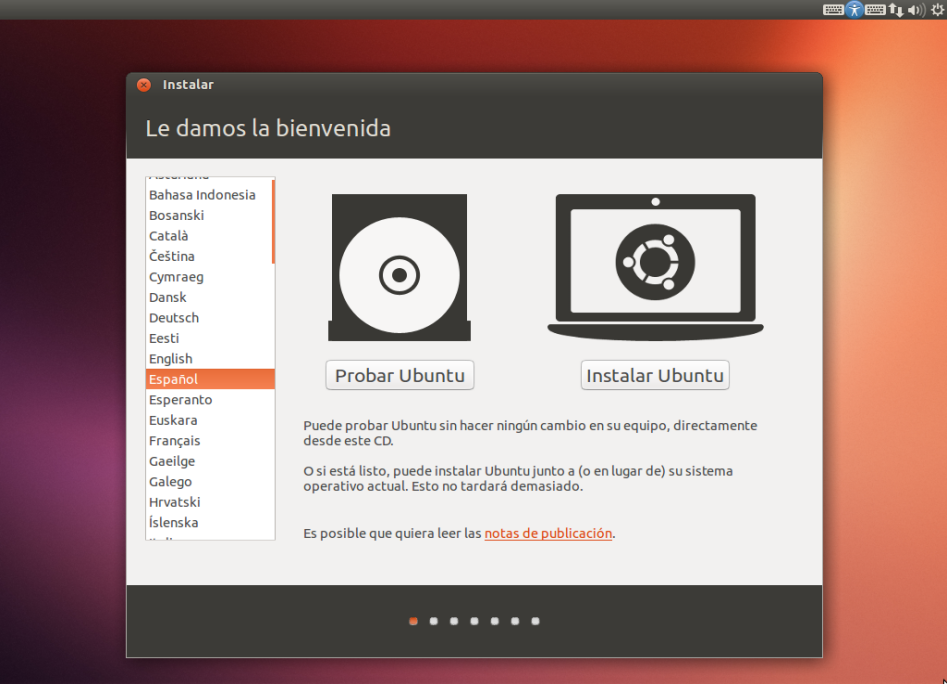 Instalar
Le damos la bienvenida
Asturianu
Bahasa Indonesia
Bosanski
Català
Čeština
Cymraeg
Dansk
Deutsch
Eesti
English
Español
Esperanto
Euskara
Français
Gaeilge
Galego
Hrvatski
Íslenska
Probar Ubuntu
Instalar Ubuntu
Puede probar Ubuntu sin hacer ningún cambio en su equipo, directamente
desde este CD.
O si está listo, puede instalar Ubuntu junto a (o en lugar de) su sistema
operativo actual. Esto no tardará demasiado.
Es posible que quiera leer las notas de publicación.